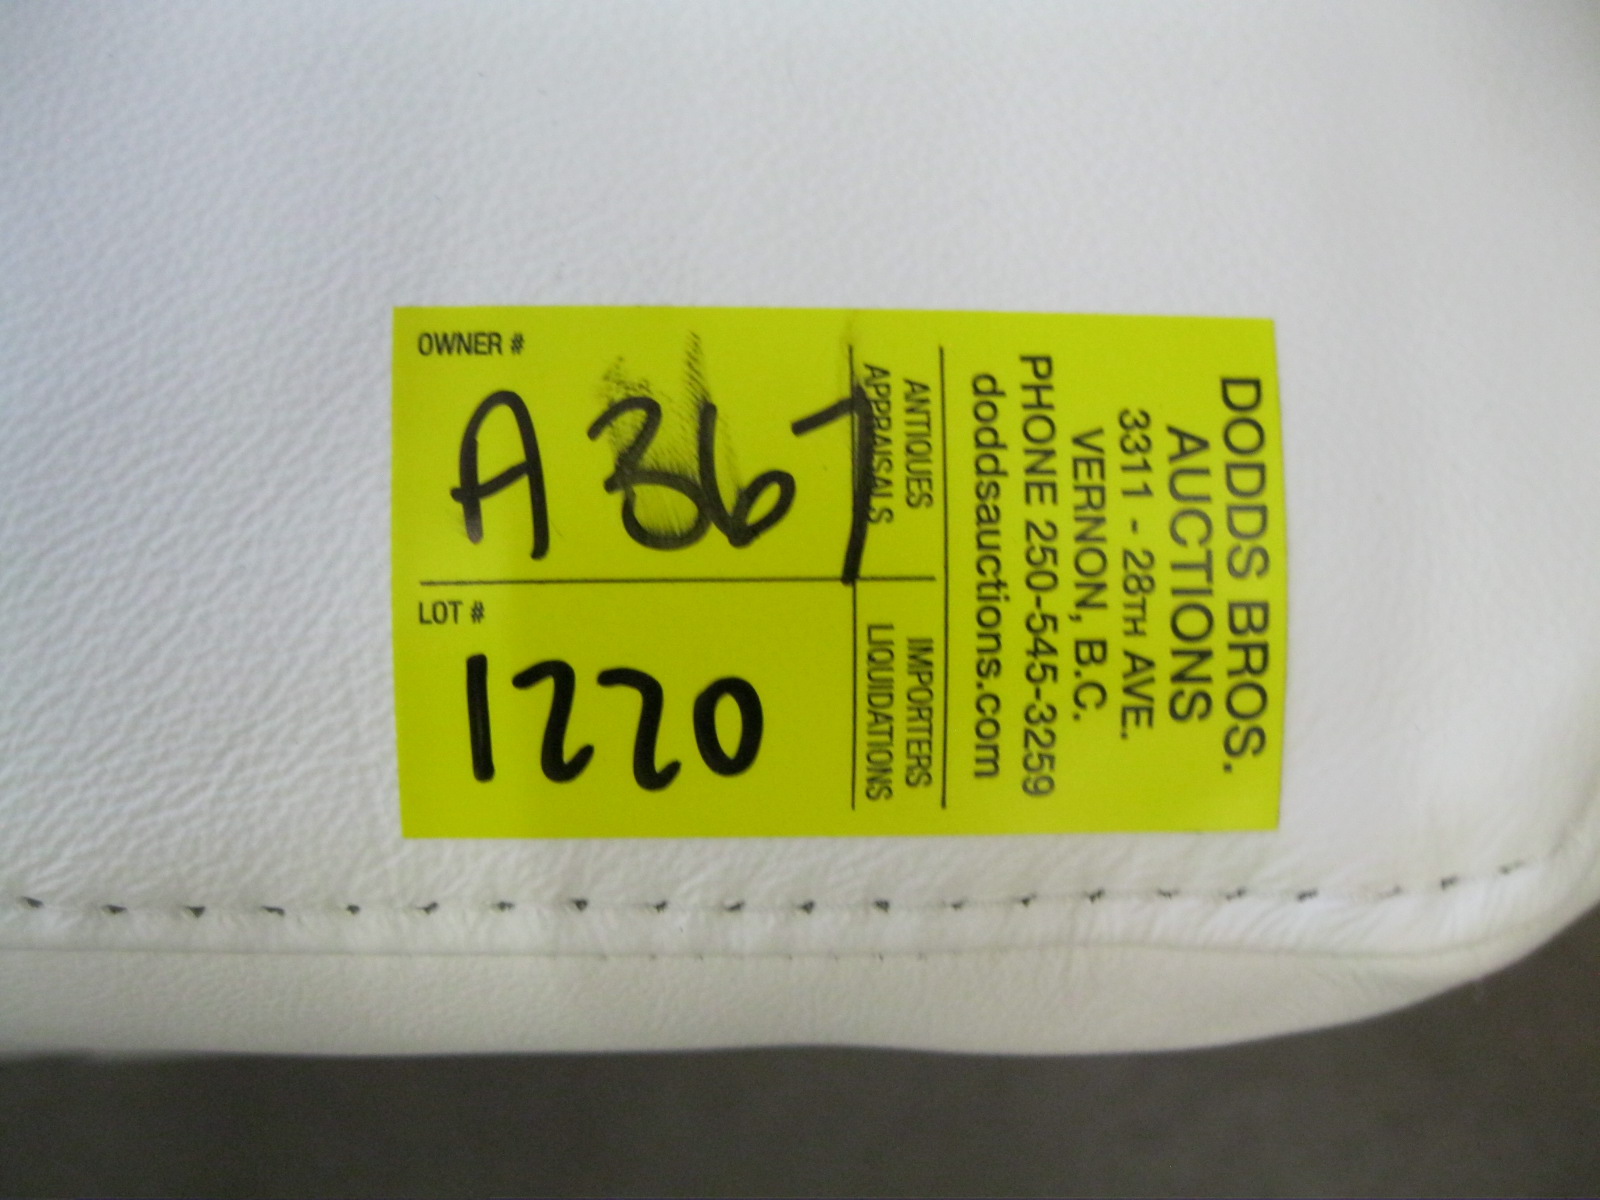 DODDS BROS.
AUCTIONS
3311 - 28TH AVE.
VERNON, B.C.
PHONE 250-545-3259
doddsauctions.com
ANTIQUES
APPRAISALS
IMPORTERS
LIQUIDATIONS
OWNER #
A367
LOT #
1220